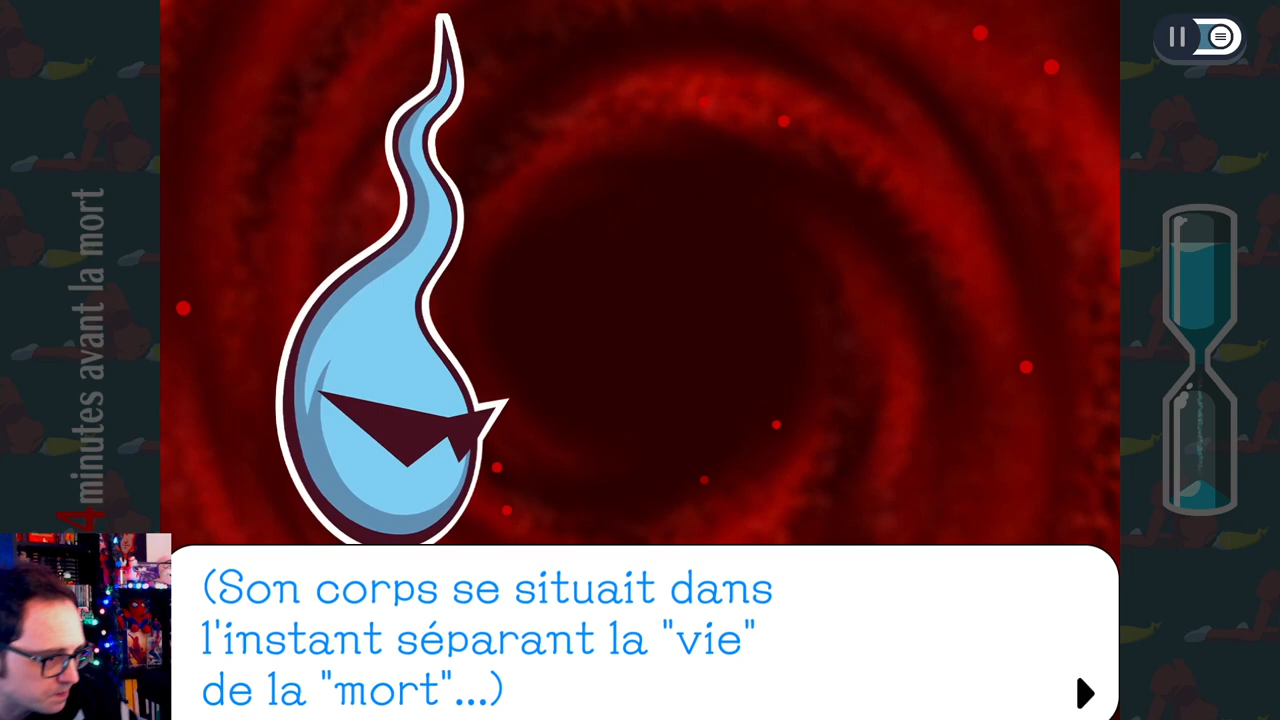 4 minutes avant la mort
(Son corps se situait dans
l'instant séparant la "vie"
de la "mort"...)